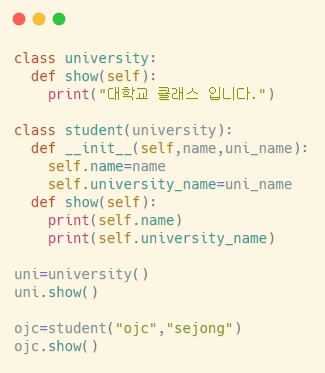 class university:
  def show(self):
    print("대학교 클래스 입니다.")

class student(university):
  def __init__(self,name,uni_name):
    self.name=name
    self.university_name=uni_name
  def show(self):
    print(self.name)
    print(self.university_name)

uni=university()
uni.show()

ojc=student("ojc","sejong")
ojc.show()